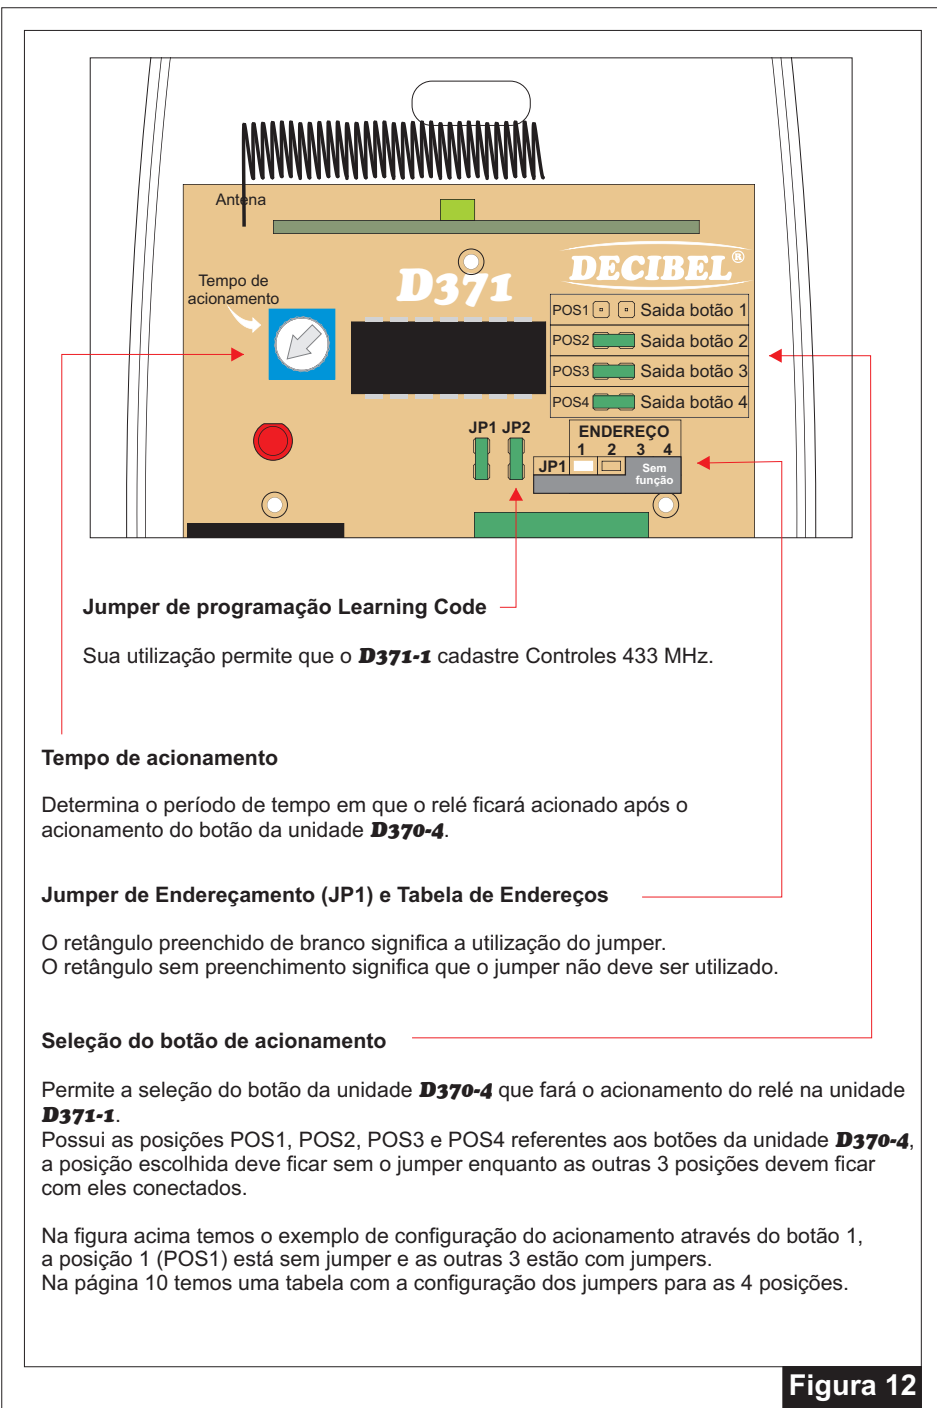 Antena
Tempo de
acionamento
D371
DECIBEL®
POS1 Saida botão 1
POS2 Saida botão 2
POS3 Saida botão 3
POS4 Saida botão 4
JP1 JP2
ENDEREÇO
1 2 3 4
JP1
Sem
função
Jumper de programação Learning Code
Sua utilização permite que o D371-1 cadastre Controles 433 MHz.
Tempo de acionamento
Determina o período de tempo em que o relé ficará acionado após o
acionamento do botão da unidade D370-4.
Jumper de Endereçamento (JP1) e Tabela de Endereços
O retângulo preenchido de branco significa a utilização do jumper.
O retângulo sem preenchimento significa que o jumper não deve ser utilizado.
Seleção do botão de acionamento
Permite a seleção do botão da unidade D370-4 que fará o acionamento do relé na unidade
D371-1.
Possui as posições POS1, POS2, POS3 e POS4 referentes aos botões da unidade D370-4,
a posição escolhida deve ficar sem o jumper enquanto as outras 3 posições devem ficar
com eles conectados.
Na figura acima temos o exemplo de configuração do acionamento através do botão 1,
a posição 1 (POS1) está sem jumper e as outras 3 estão com jumpers.
Na página 10 temos uma tabela com a configuração dos jumpers para as 4 posições.
Figura 12